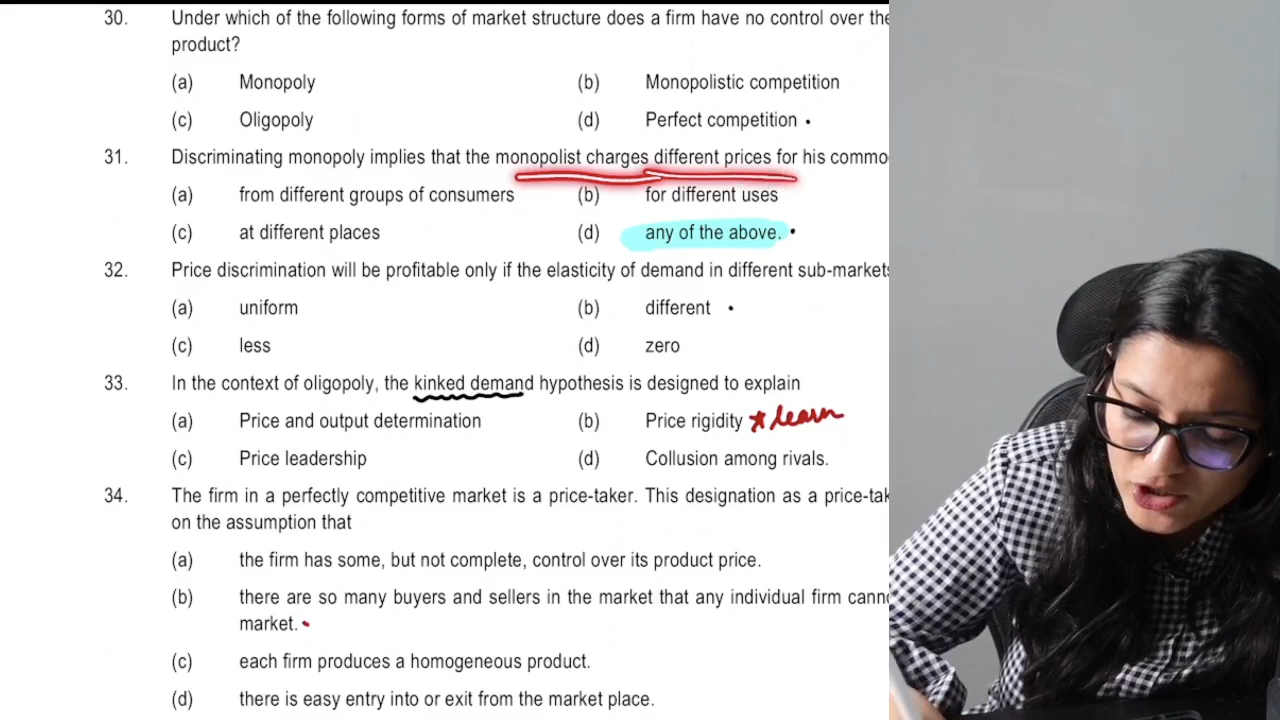 30. Under which of the following forms of market structure does a firm have no control over the
product?
(a) Monopoly (b) Monopolistic competition
(c) Oligopoly (d) Perfect competition
31. Discriminating monopoly implies that the monopolist charges different prices for his commo
(a) from different groups of consumers (b) for different uses
(c) at different places (d) any of the above.
32. Price discrimination will be profitable only if the elasticity of demand in different sub-markets
(a) uniform (b) different
(c) less (d) zero
33. In the context of oligopoly, the kinked demand hypothesis is designed to explain
(a) Price and output determination (b) Price rigidity * learn
(c) Price leadership (d) Collusion among rivals.
34. The firm in a perfectly competitive market is a price-taker. This designation as a price-tak
on the assumption that
(a) the firm has some, but not complete, control over its product price.
(b) there are so many buyers and sellers in the market that any individual firm cann
market.
(c) each firm produces a homogeneous product.
(d) there is easy entry into or exit from the market place.